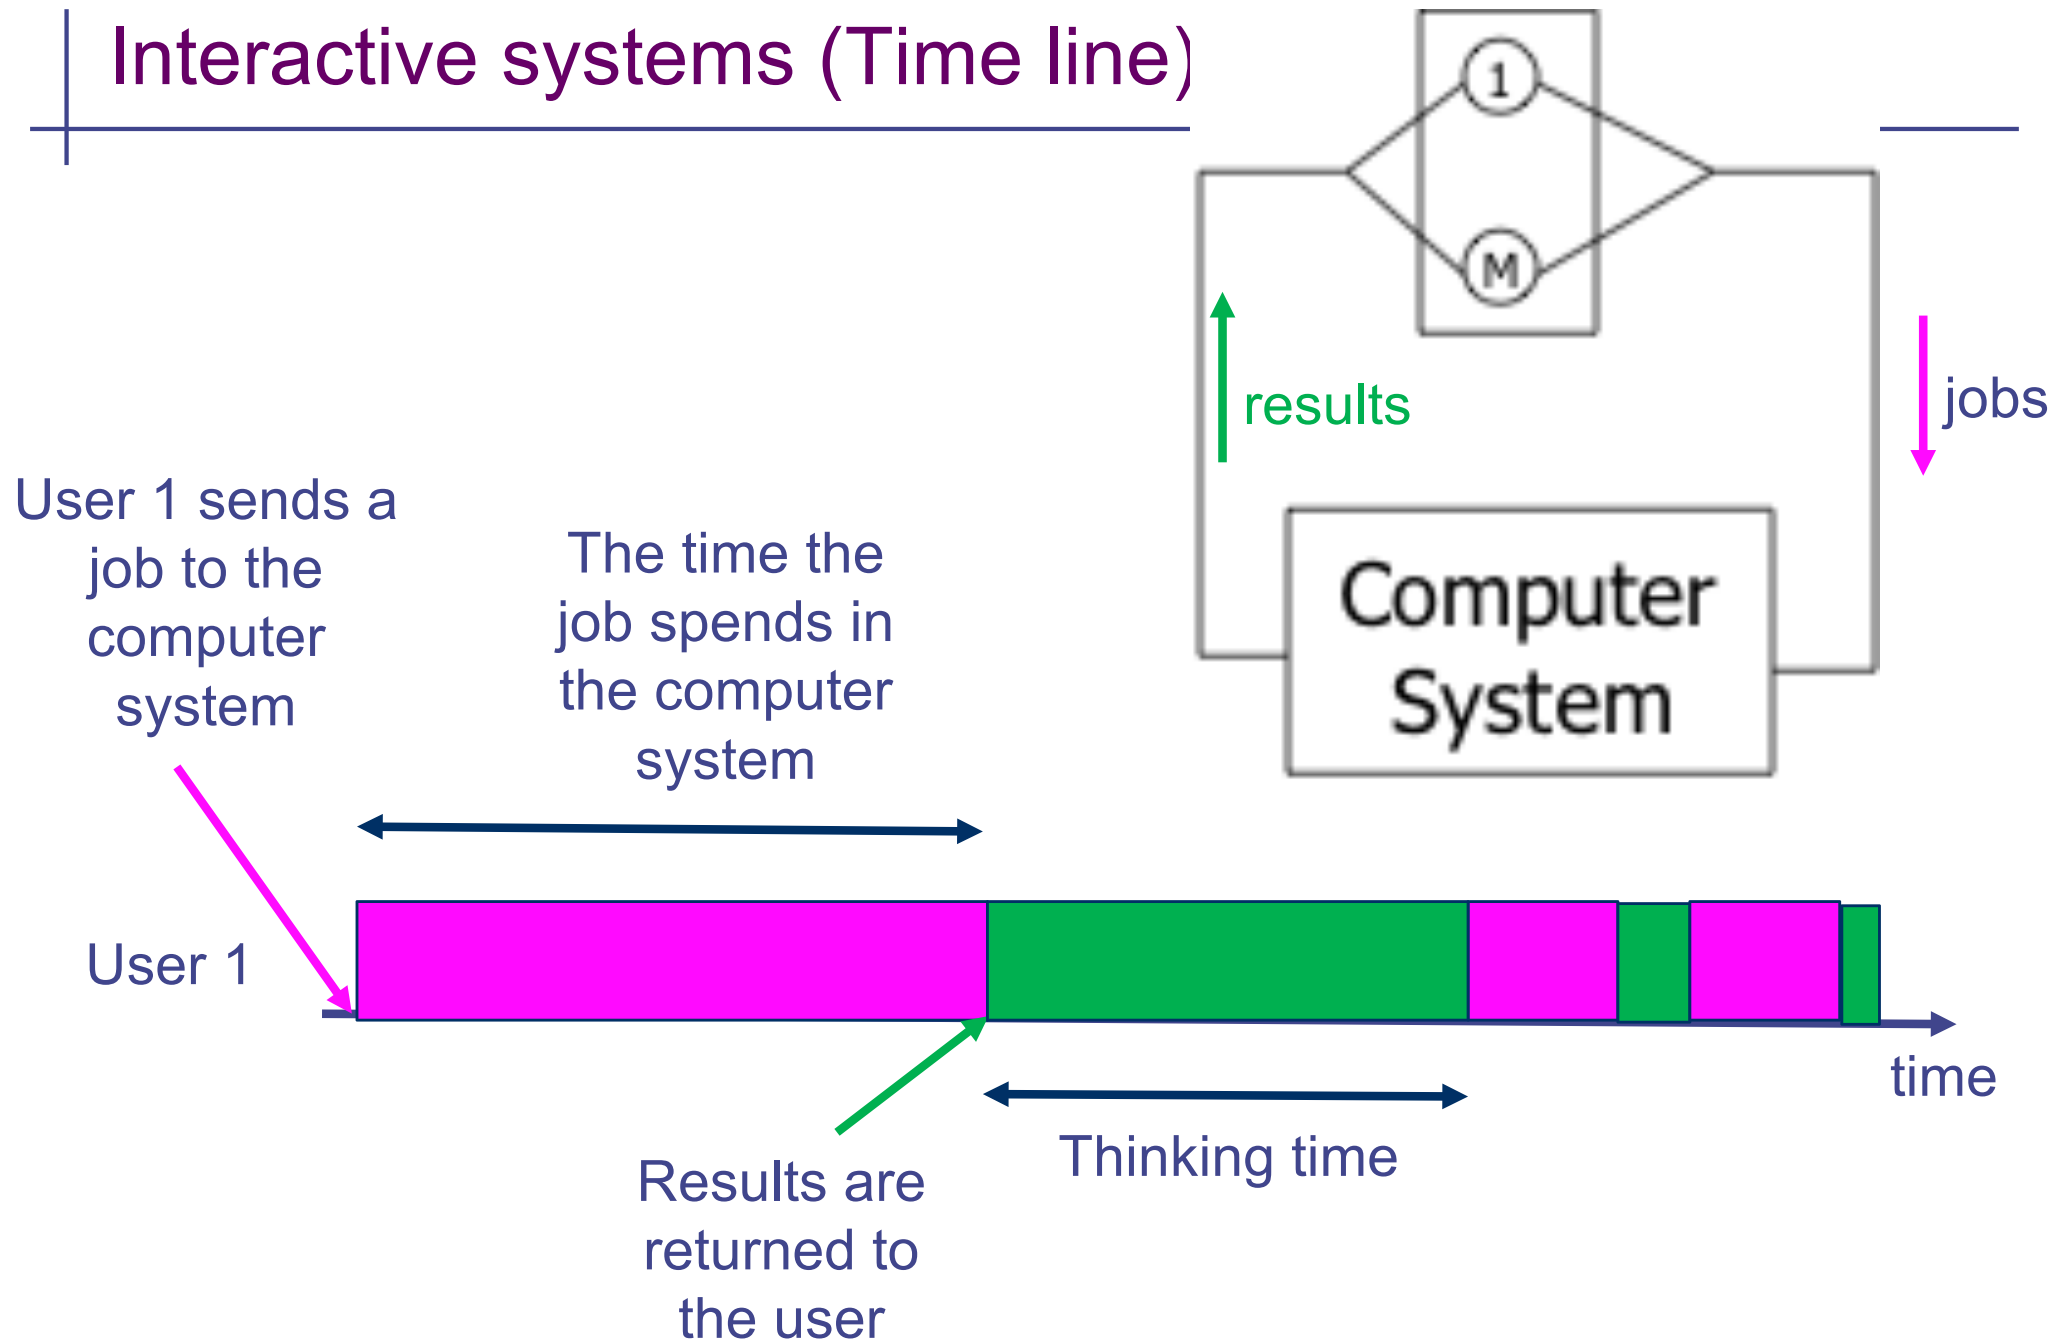 Interactive systems (Time line)
1
M
results
jobs
Computer
System
User 1 sends a
job to the
computer
system
The time the
job spends in
the computer
system
User 1
time
Thinking time
Results are
returned to
the user